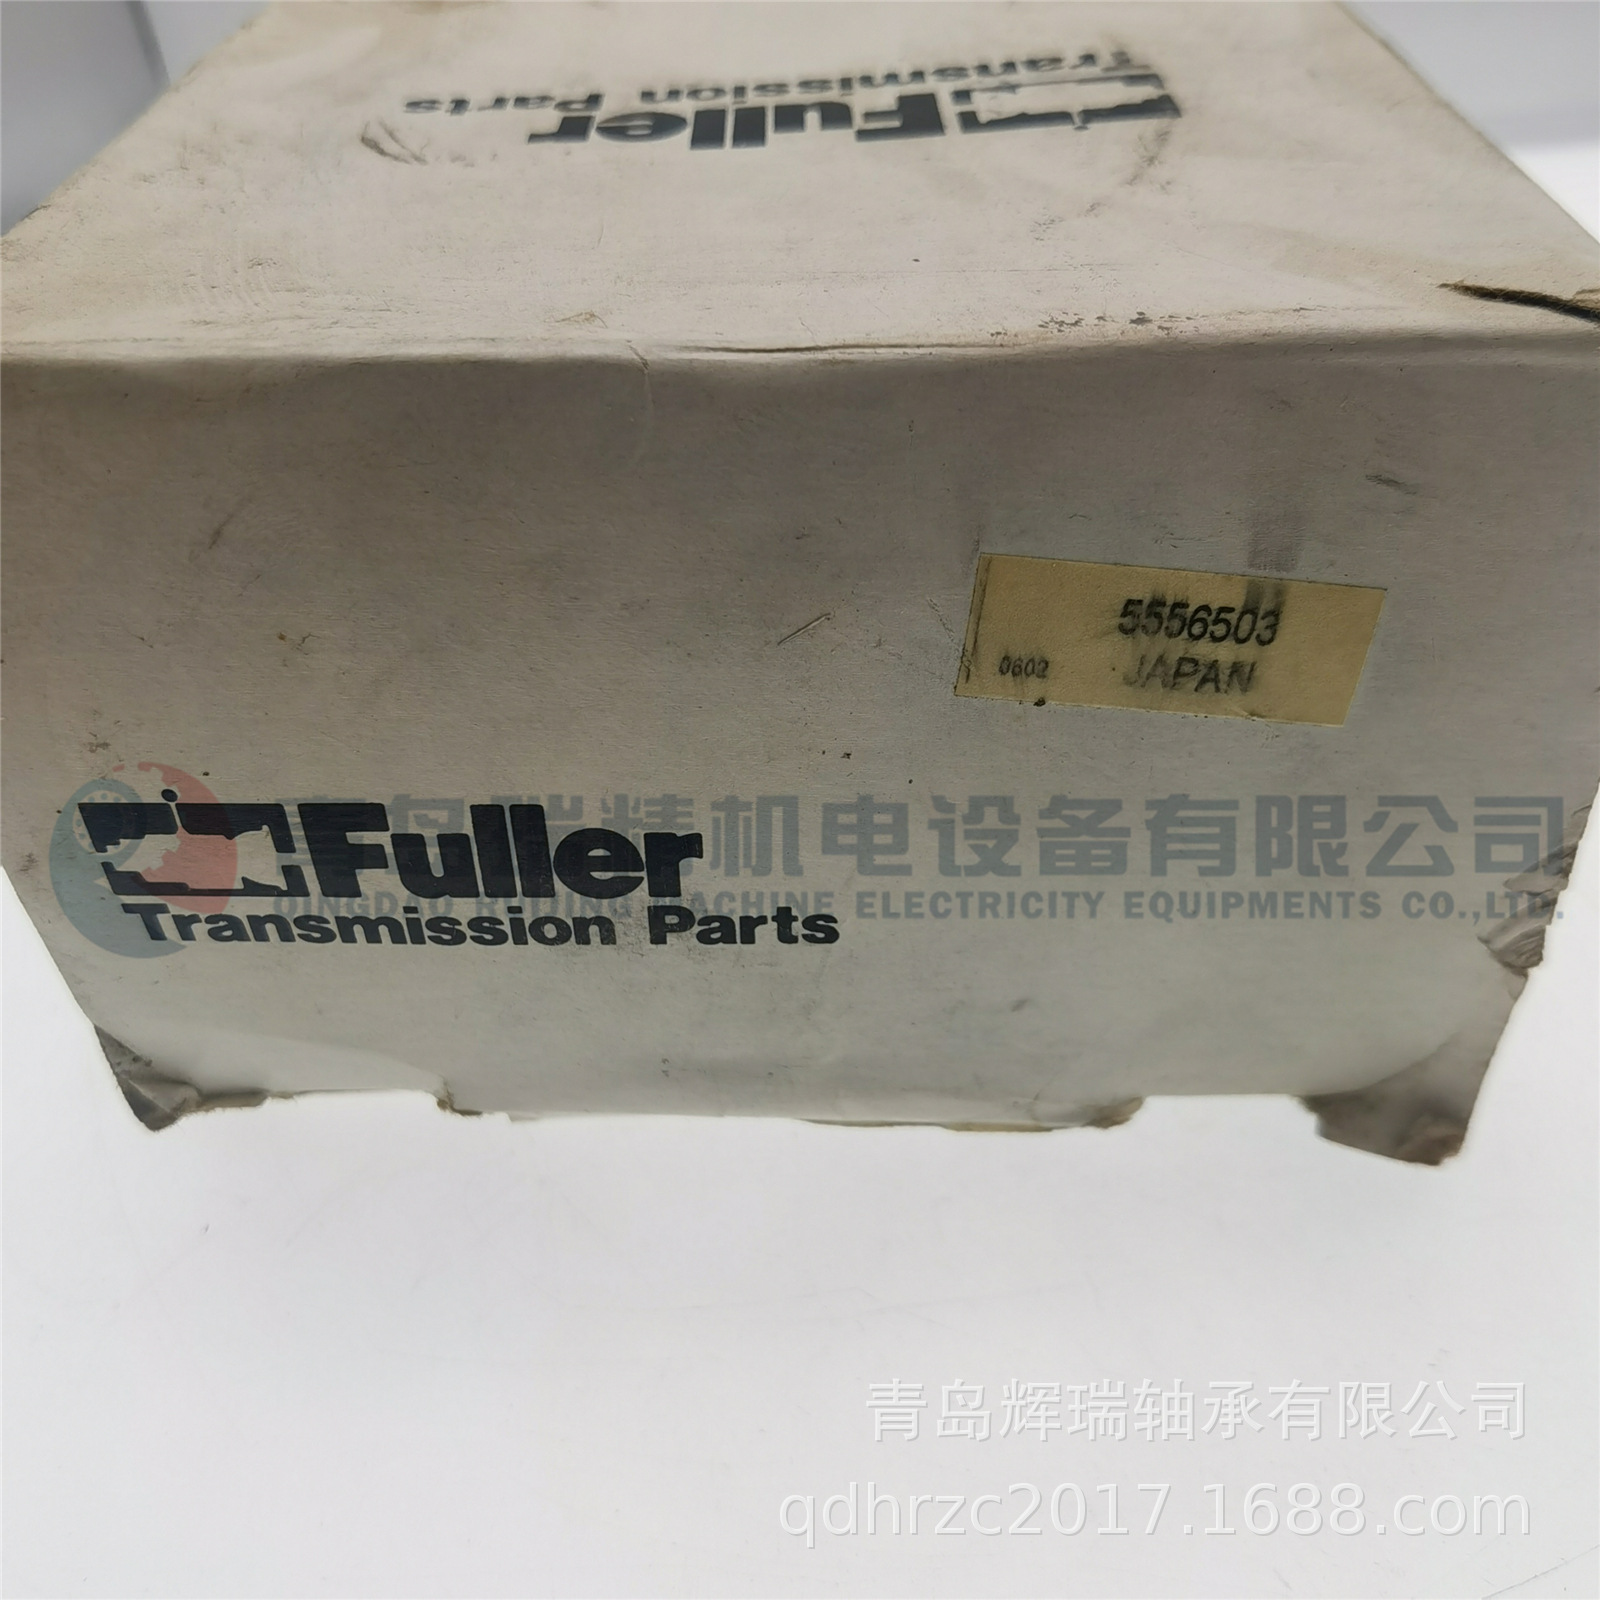 Fuller
Transmission Parts
5556503
0602 JAPAN
青岛瑞精机电设备有限公司
Fuller
QINGDAO RUIJING MACHINE ELECTRICITY EQUIPMENTS CO.,LTD.
Transmission Parts
青岛辉瑞轴承有限公司
qdhrzc2017.1688.com